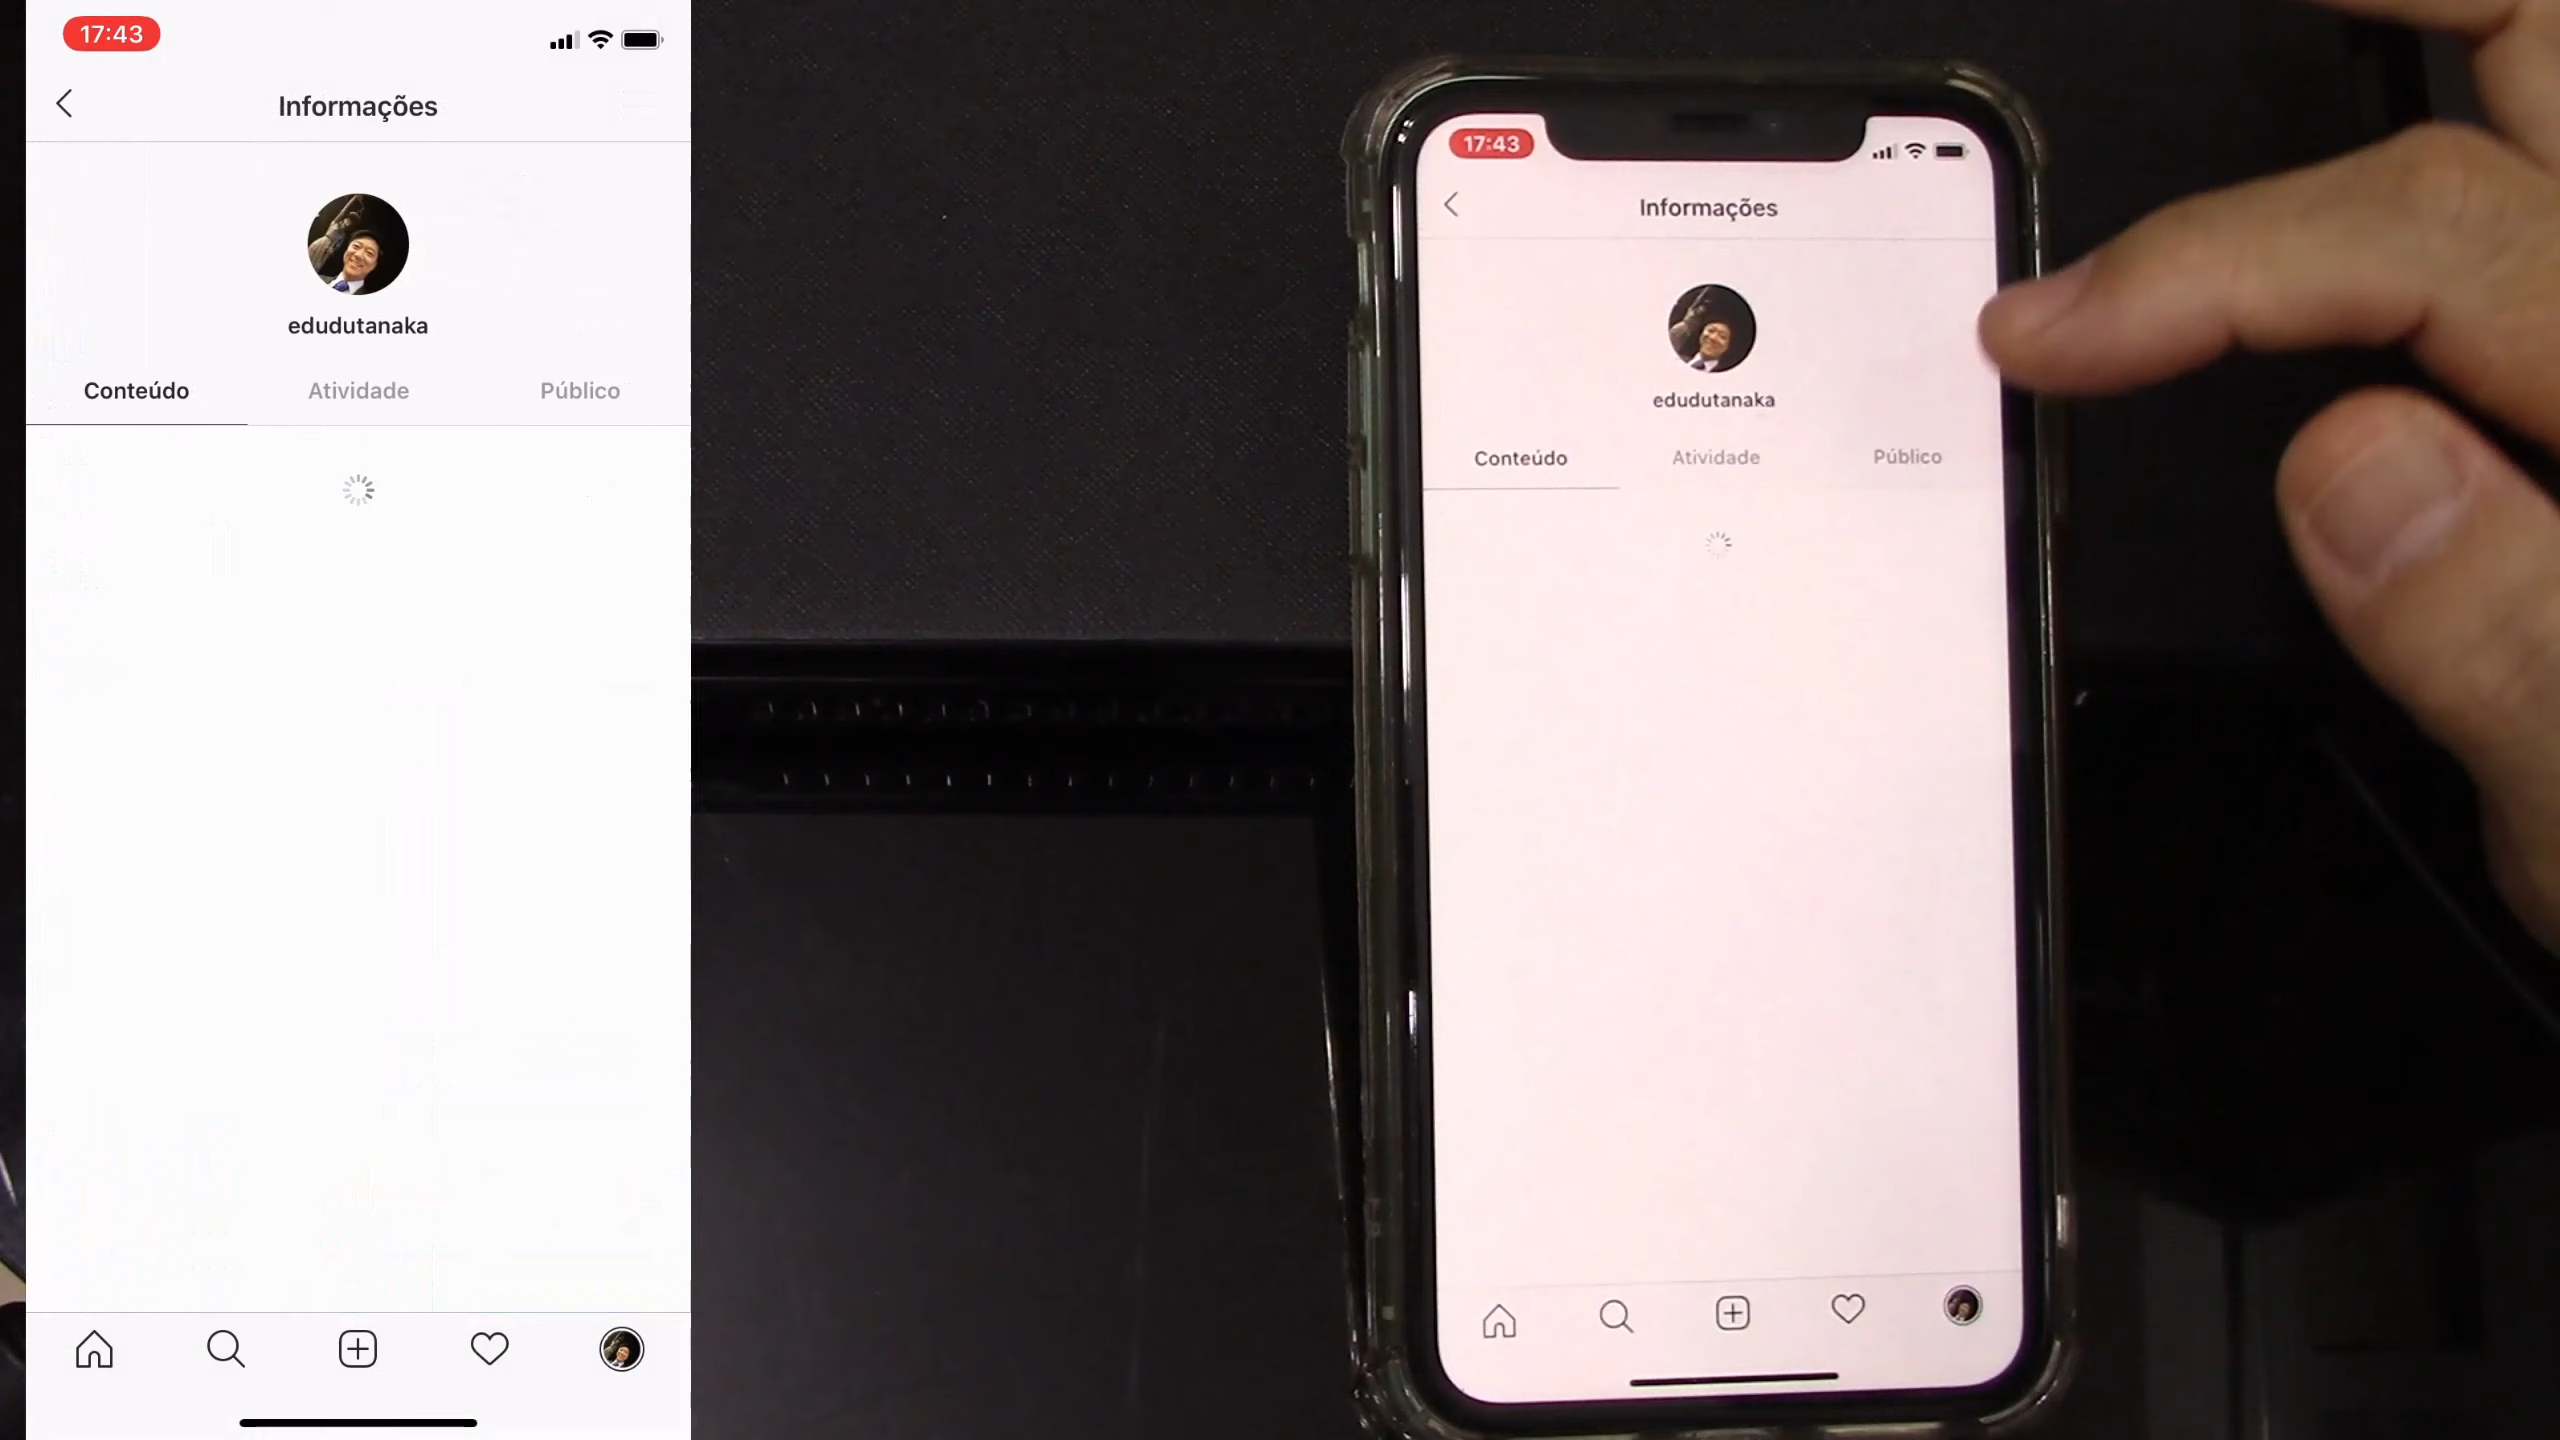 17:43
Informações
edudutanaka
Conteúdo Atividade Público
17:43
Informações
edudutanaka
Conteúdo Atividade Público